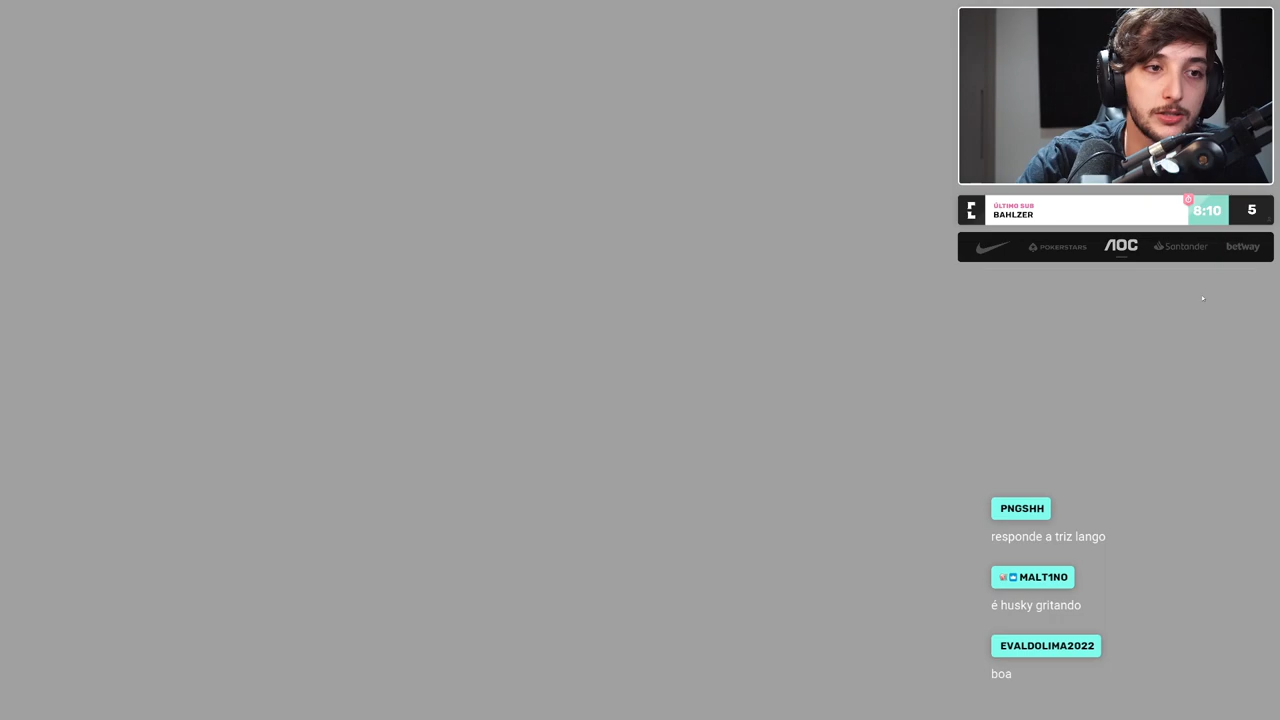 ÚLTIMO SUB
BAHLZER
8:10
5
POKERSTARS
AOC
Santander
betway
PNGSHH
responde a triz lango
MALT1NO
é husky gritando
EVALDOLIMA2022
boa